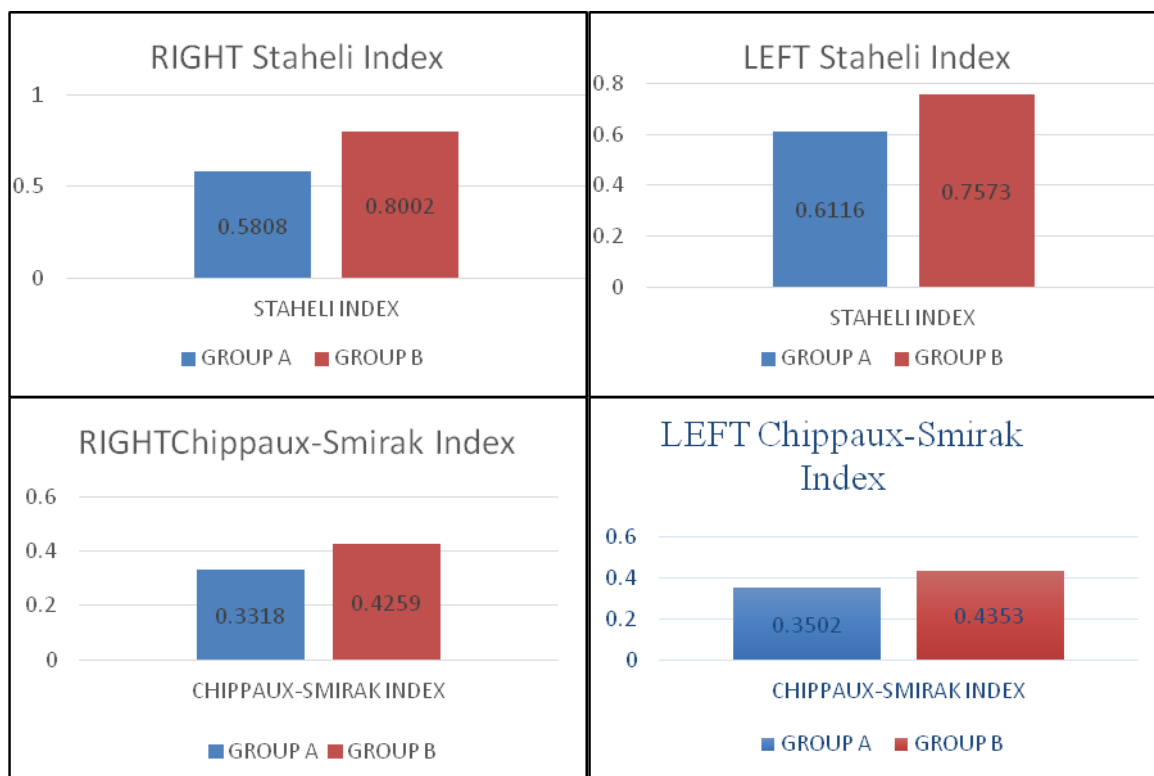 RIGHT Staheli Index
1
0.5
0
0.5808
0.8002
STAHELI INDEX
GROUP A GROUP B
LEFT Staheli Index
0.8
0.6
0.4
0.2
0
0.6116
0.7573
STAHELI INDEX
GROUP A GROUP B
RIGHTChippaux-Smirak Index
0.6
0.4
0.2
0
0.3318
0.4259
CHIPPAUX-SMIRAK INDEX
GROUP A GROUP B
LEFT Chippaux-Smirak
Index
0.6
0.4
0.2
0
0.3502
0.4353
CHIPPAUX-SMIRAK INDEX
GROUP A GROUP B